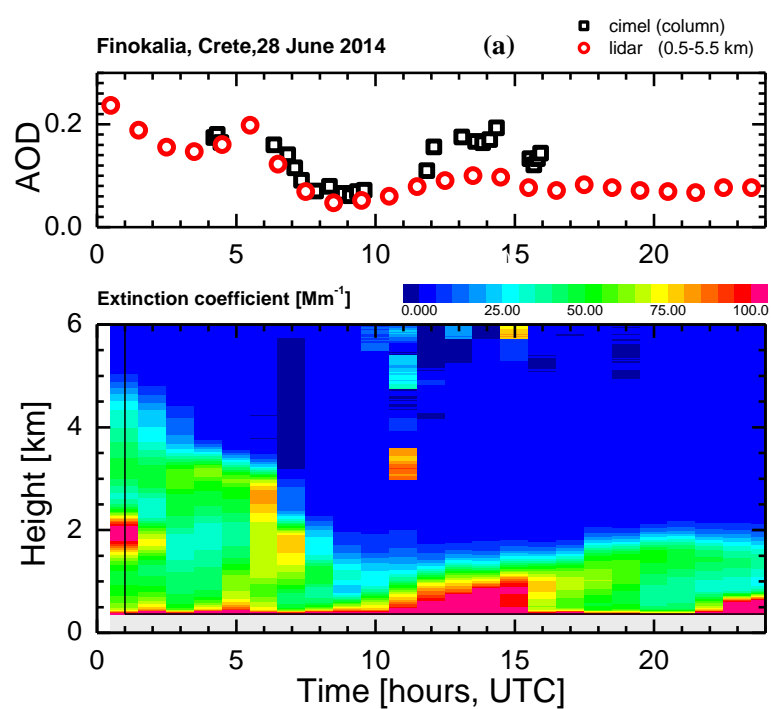 cimel (column)
Finokalia, Crete,28 June 2014 (a) lidar (0.5-5.5 km)
AOD
0.2
0.0
0 5 10 15 20
Extinction coefficient [Mm-1]
0.000 25.00 50.00 75.00 100.0
Height [km]
6
4
2
0
0 5 10 15 20
Time [hours, UTC]